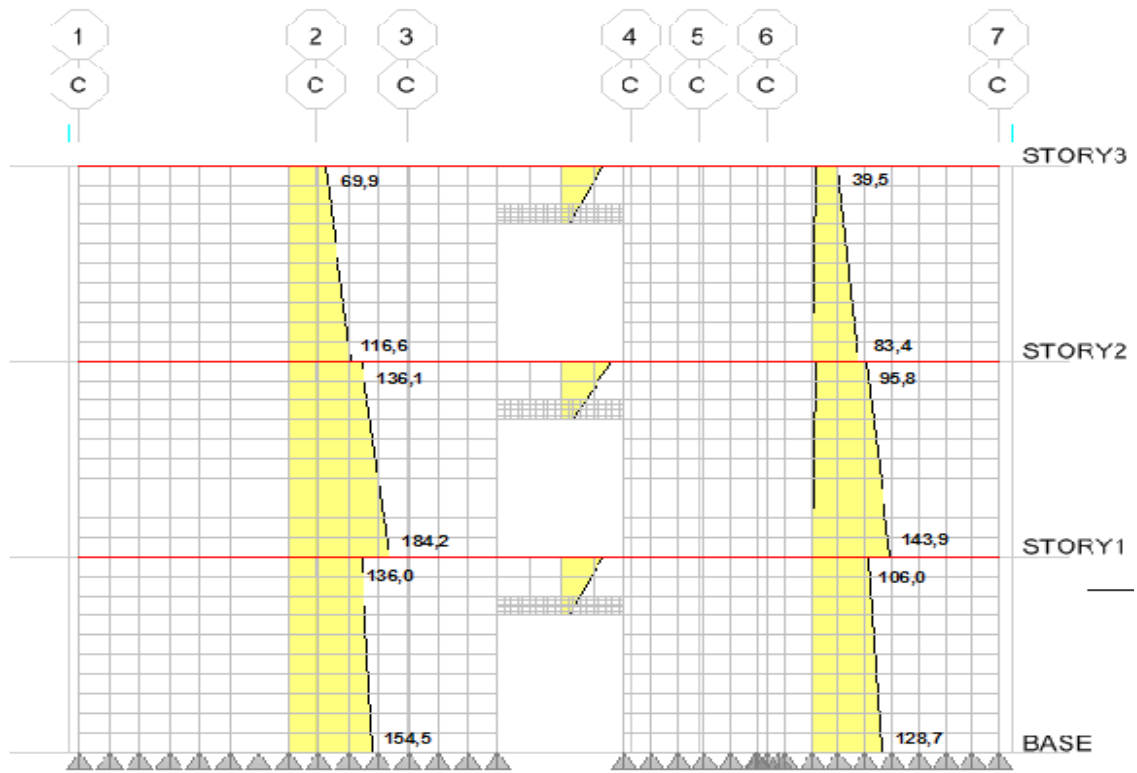 1 2 3 4 5 6 7
C C C C C C C
STORY3
69,9 39,5
116,6 83,4
STORY2
136,1 95,8
184,2 143,9
STORY1
136,0 106,0
154,5 128,7
BASE